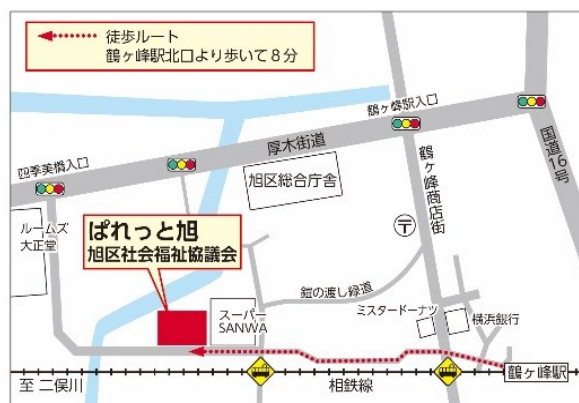 徒歩ルート
鶴ヶ峰駅北口より歩いて8分
鶴ヶ峰駅入口
厚木街道
国道16号
四季美橋入口
旭区総合庁舎
鶴ヶ峰商店街
〒
ルームズ
大正堂
ぱれっと旭
旭区社会福祉協議会
鎧の渡し緑道
スーパー
SANWA
ミスタードーナツ
横浜銀行
至 二俣川
相鉄線
鶴ヶ峰駅